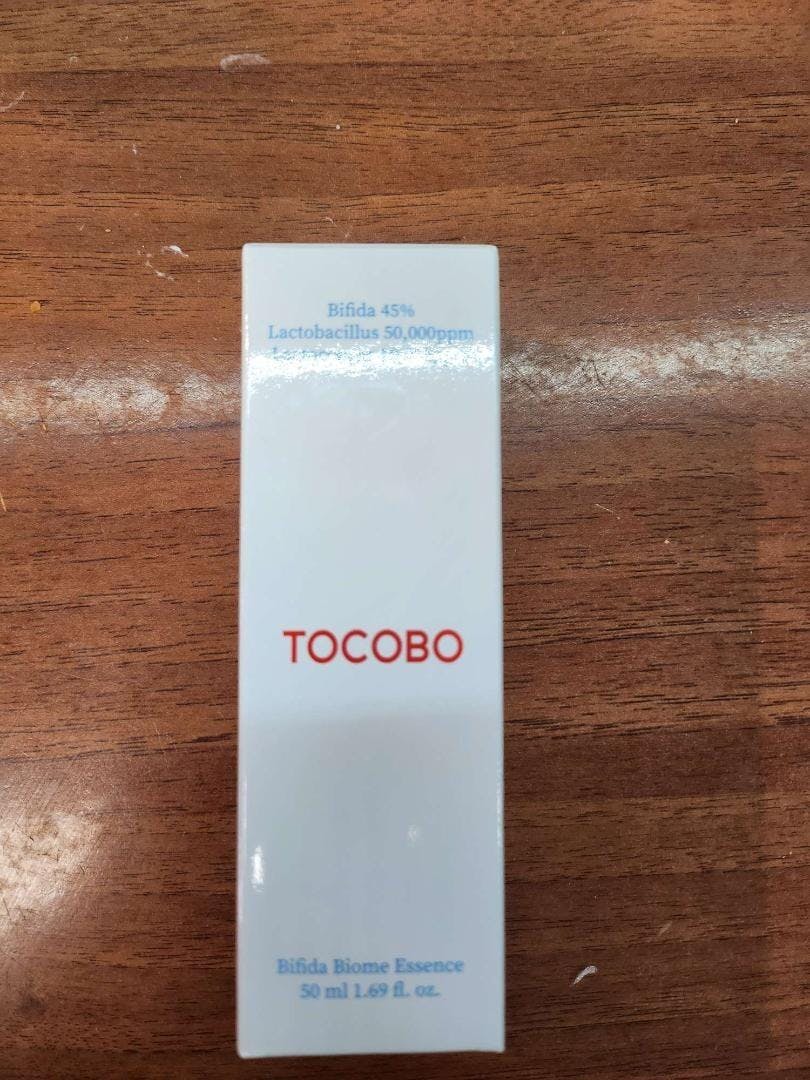 Bifida 45%
Lactobacillus 50,000ppm
TOCOBO
Bifida Biome Essence
50 ml 1.69 fl. oz.